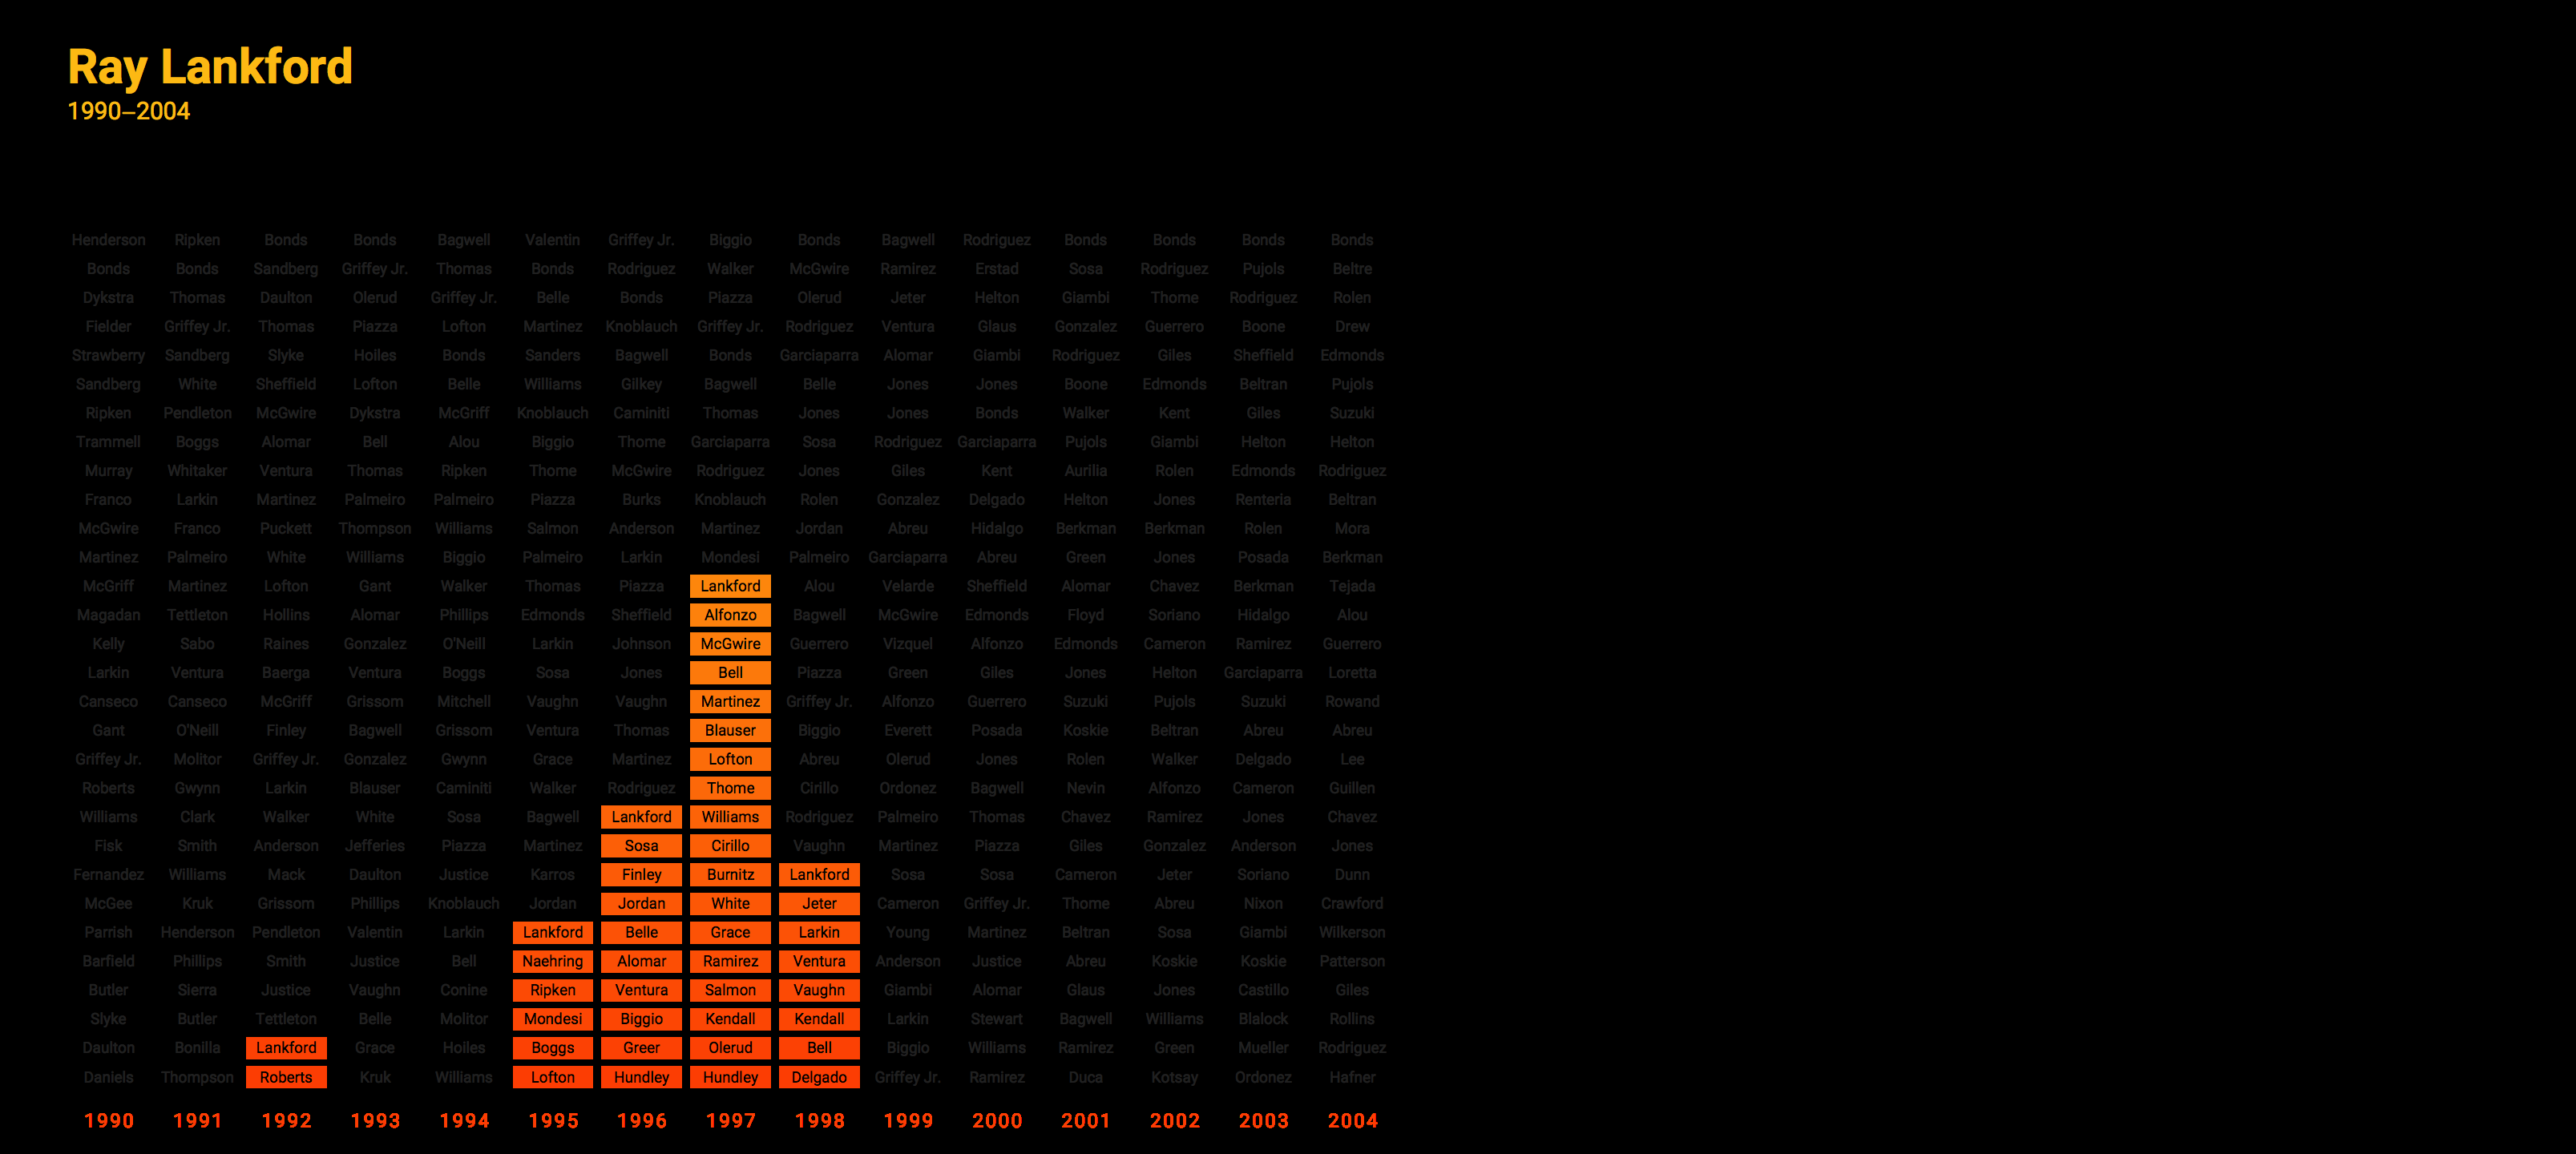 Ray Lankford
1990–2004
Henderson Ripken Bonds Bonds Bagwell Valentin Griffey Jr. Biggio Bonds Bagwell Rodriguez Bonds Bonds Bonds Bonds
Bonds Bonds Sandberg Griffey Jr. Thomas Bonds Rodriguez Walker McGwire Ramirez Erstad Sosa Rodriguez Pujols Beltre
Dykstra Thomas Daulton Olerud Griffey Jr. Belle Bonds Piazza Olerud Jeter Helton Giambi Thome Rodriguez Rolen
Fielder Griffey Jr. Thomas Piazza Lofton Martinez Knoblauch Griffey Jr. Rodriguez Ventura Glaus Gonzalez Guerrero Boone Drew
Strawberry Sandberg Slyke Hoiles Bonds Sanders Bagwell Bonds Garciaparra Alomar Giambi Rodriguez Giles Sheffield Edmonds
Sandberg White Sheffield Lofton Belle Williams Gilkey Bagwell Belle Jones Jones Boone Edmonds Beltran Pujols
Ripken Pendleton McGwire Dykstra McGriff Knoblauch Caminiti Thomas Jones Jones Bonds Walker Kent Giles Suzuki
Trammell Boggs Alomar Bell Alou Biggio Thome Garciaparra Sosa Rodriguez Garciaparra Pujols Giambi Helton Helton
Murray Whitaker Ventura Thomas Ripken Thome McGwire Rodriguez Jones Giles Kent Aurilia Rolen Edmonds Rodriguez
Franco Larkin Martinez Palmeiro Palmeiro Piazza Burks Knoblauch Rolen Gonzalez Delgado Helton Jones Renteria Beltran
McGwire Franco Puckett Thompson Williams Salmon Anderson Martinez Jordan Abreu Hidalgo Berkman Berkman Rolen Mora
Martinez Palmeiro White Williams Biggio Palmeiro Larkin Mondesi Palmeiro Garciaparra Abreu Green Jones Posada Berkman
McGriff Martinez Lofton Gant Walker Thomas Piazza Lankford Alou Velarde Sheffield Alomar Chavez Berkman Tejada
Magadan Tettleton Hollins Alomar Phillips Edmonds Sheffield Alfonzo Bagwell McGwire Edmonds Floyd Soriano Hidalgo Alou
Kelly Sabo Raines Gonzalez O'Neill Larkin Johnson McGwire Guerrero Vizquel Alfonzo Edmonds Cameron Ramirez Guerrero
Larkin Ventura Baerga Ventura Boggs Sosa Jones Bell Piazza Green Giles Jones Helton Garciaparra Loretta
Canseco Canseco McGriff Grissom Mitchell Vaughn Vaughn Martinez Griffey Jr. Alfonzo Guerrero Suzuki Pujols Suzuki Rowand
Gant O'Neill Finley Bagwell Grissom Ventura Thomas Blauser Biggio Everett Posada Koskie Beltran Abreu Abreu
Griffey Jr. Molitor Griffey Jr. Gonzalez Gwynn Grace Martinez Lofton Abreu Olerud Jones Rolen Walker Delgado Lee
Roberts Gwynn Larkin Blauser Caminiti Walker Rodriguez Thome Cirillo Ordonez Bagwell Nevin Alfonzo Cameron Guillen
Williams Clark Walker White Sosa Bagwell Lankford Williams Rodriguez Palmeiro Thomas Chavez Ramirez Jones Chavez
Fisk Smith Anderson Jefferies Piazza Martinez Sosa Cirillo Vaughn Martinez Piazza Giles Gonzalez Anderson Jones
Fernandez Williams Mack Daulton Justice Karros Finley Burnitz Lankford Sosa Sosa Cameron Jeter Soriano Dunn
McGee Kruk Grissom Phillips Knoblauch Jordan Jordan White Jeter Cameron Griffey Jr. Thome Abreu Nixon Crawford
Parrish Henderson Pendleton Valentin Larkin Lankford Belle Grace Larkin Young Martinez Beltran Sosa Giambi Wilkerson
Barfield Phillips Smith Justice Bell Naehring Alomar Ramirez Ventura Anderson Justice Abreu Koskie Koskie Patterson
Butler Sierra Justice Vaughn Conine Ripken Ventura Salmon Vaughn Giambi Alomar Glaus Jones Castillo Giles
Slyke Butler Tettleton Belle Molitor Mondesi Biggio Kendall Kendall Larkin Stewart Bagwell Williams Blalock Rollins
Daulton Bonilla Lankford Grace Hoiles Boggs Greer Olerud Bell Biggio Williams Ramirez Green Mueller Rodriguez
Daniels Thompson Roberts Kruk Williams Lofton Hundley Hundley Delgado Griffey Jr. Ramirez Duca Kotsay Ordonez Hafner
1990 1991 1992 1993 1994 1995 1996 1997 1998 1999 2000 2001 2002 2003 2004